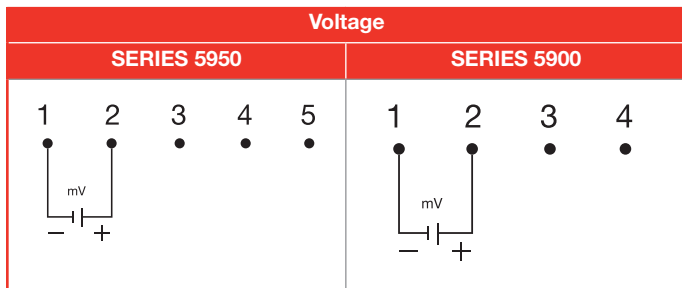 Voltage
SERIES 5950 SERIES 5900
1 2 3 4 5
1 2 3 4
mV
− +
mV
− +